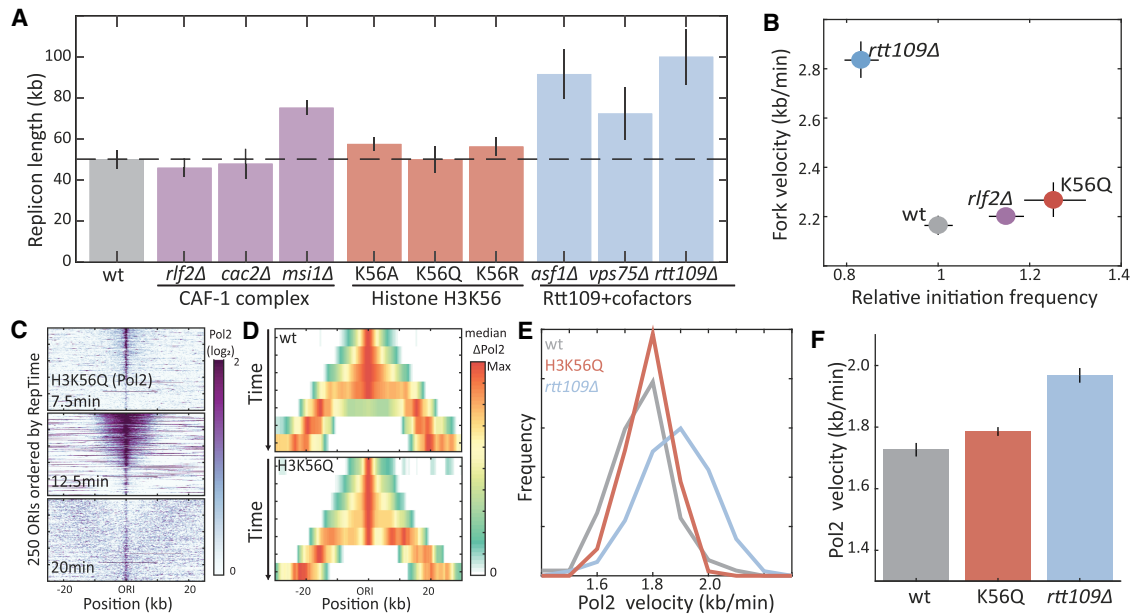 A
Replicon length (kb)
100
80
60
40
20
0
wt
rlf2Δ
cac2Δ
msi1Δ
K56A
K56Q
K56R
asf1Δ
vps75Δ
rtt109Δ
CAF-1 complex
Histone H3K56
Rtt109+cofactors
B
Fork velocity (kb/min)
2.8
2.6
2.4
2.2
rtt109Δ
wt
rlf2Δ
K56Q
0.8
1
1.2
1.4
Relative initiation frequency
C
250 ORIs ordered by RepTime
Pol2
(log₂)
2
0
H3K56Q (Pol2)
7.5min
12.5min
20min
-20
ORI
20
Position (kb)
D
Time
wt
Time
H3K56Q
median
ΔPol2
Max
0
-20
ORI
20
Position (kb)
E
Frequency
wt
H3K56Q
rtt109Δ
1.6
1.8
2.0
Pol2 velocity (kb/min)
F
Pol2 velocity (kb/min)
2.0
1.8
1.6
1.4
wt
K56Q
rtt109Δ